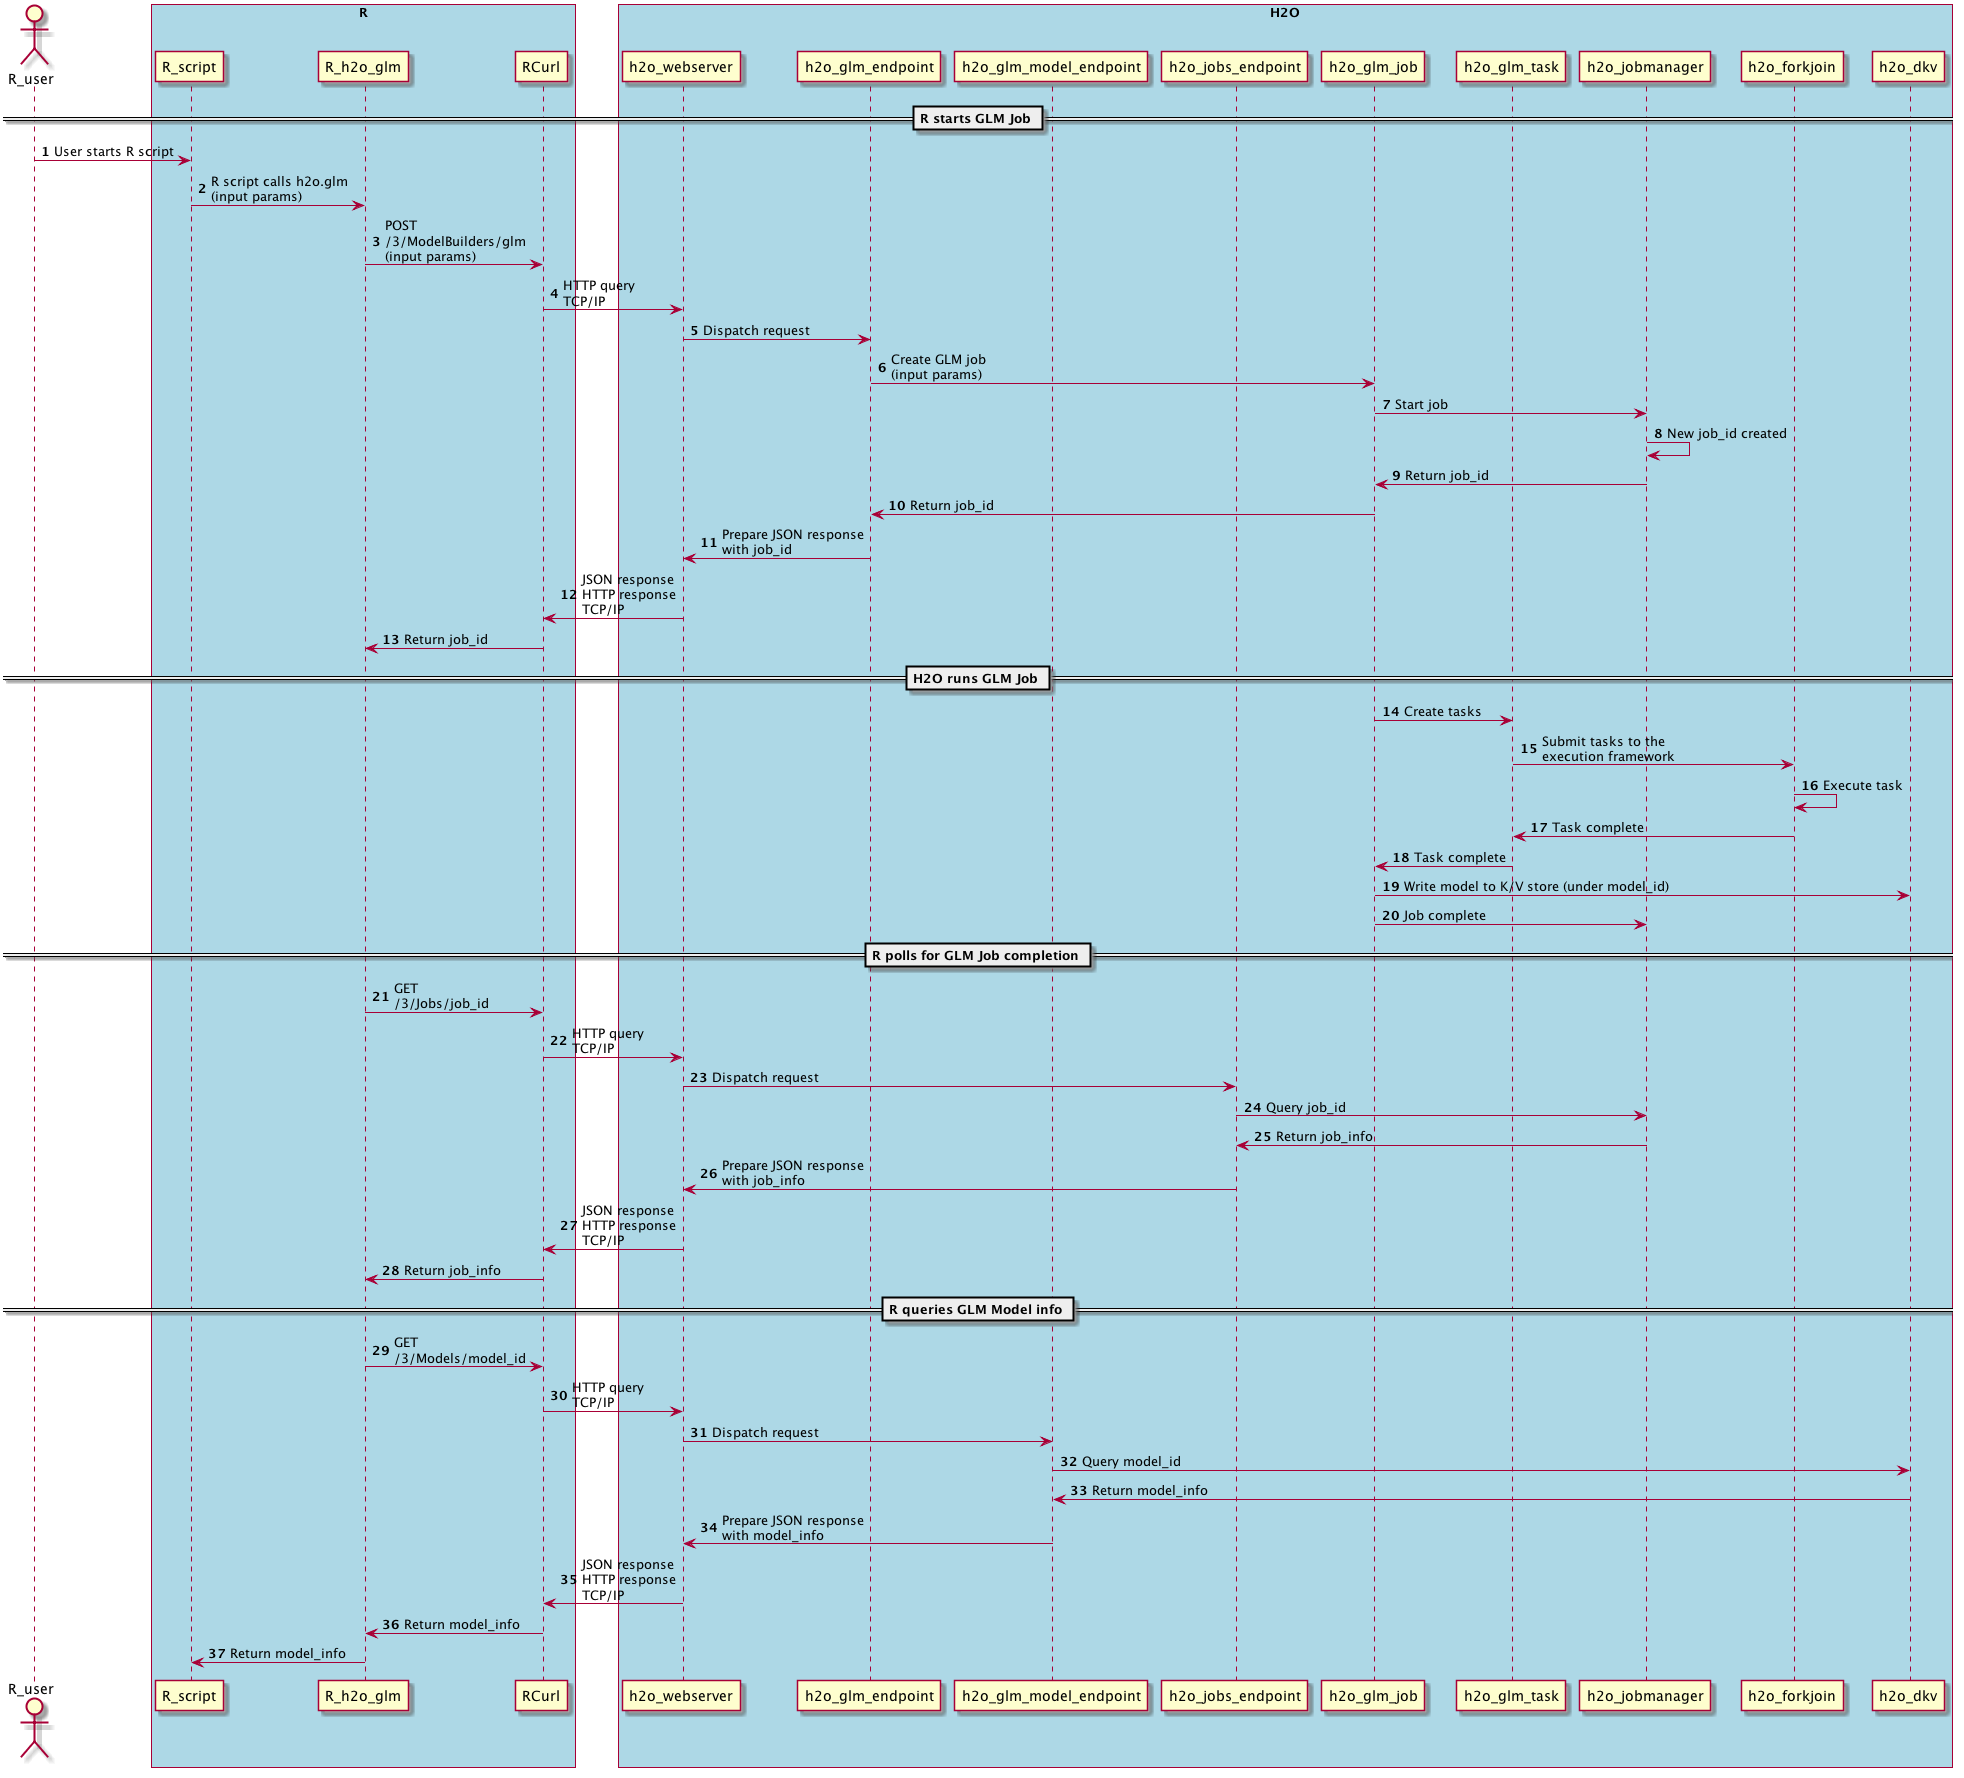 R
H2O
R_user
R_script
R_h2o_glm
RCurl
h2o_webserver
h2o_glm_endpoint
h2o_glm_model_endpoint
h2o_jobs_endpoint
h2o_glm_job
h2o_glm_task
h2o_jobmanager
h2o_forkjoin
h2o_dkv
R starts GLM Job
1 User starts R script
2 R script calls h2o.glm
(input params)
POST
3 /3/ModelBuilders/glm
(input params)
4 HTTP query
TCP/IP
5 Dispatch request
6 Create GLM job
(input params)
7 Start job
8 New job_id created
9 Return job_id
10 Return job_id
11 Prepare JSON response
with job_id
JSON response
12 HTTP response
TCP/IP
13 Return job_id
H2O runs GLM Job
14 Create tasks
15 Submit tasks to the
execution framework
16 Execute task
17 Task complete
18 Task complete
19 Write model to K/V store (under model_id)
20 Job complete
R polls for GLM Job completion
21 GET
/3/Jobs/job_id
22 HTTP query
TCP/IP
23 Dispatch request
24 Query job_id
25 Return job_info
26 Prepare JSON response
with job_info
JSON response
27 HTTP response
TCP/IP
28 Return job_info
R queries GLM Model info
29 GET
/3/Models/model_id
30 HTTP query
TCP/IP
31 Dispatch request
32 Query model_id
33 Return model_info
34 Prepare JSON response
with model_info
JSON response
35 HTTP response
TCP/IP
36 Return model_info
37 Return model_info
R_user
R_script
R_h2o_glm
RCurl
h2o_webserver
h2o_glm_endpoint
h2o_glm_model_endpoint
h2o_jobs_endpoint
h2o_glm_job
h2o_glm_task
h2o_jobmanager
h2o_forkjoin
h2o_dkv